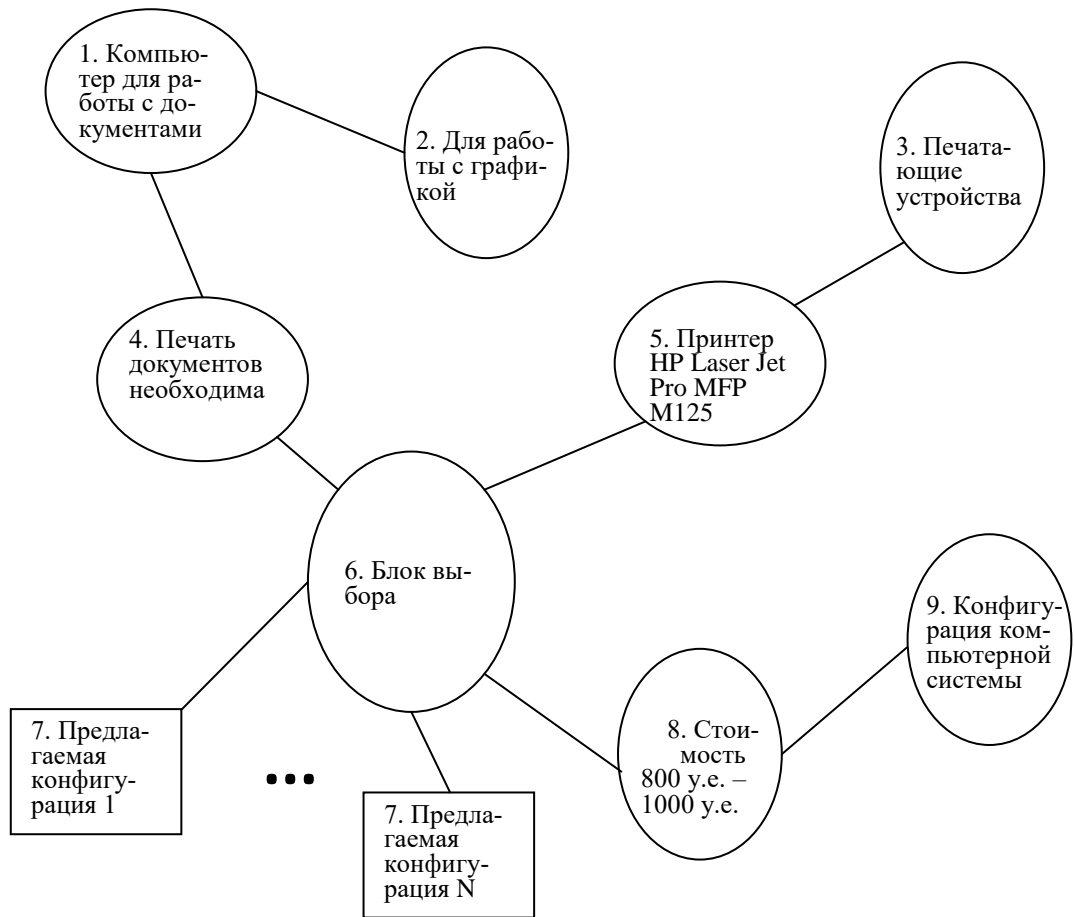 1. Компью-
тер для ра-
боты с до-
кументами
2. Для рабо-
ты с графи-
кой
3. Печата-
ющие
устройства
4. Печать
документов
необходима
5. Принтер
HP Laser Jet
Pro MFP
M125
6. Блок вы-
бора
7. Предла-
гаемая
конфигу-
рация 1
...
7. Предла-
гаемая
конфигу-
рация N
8. Стои-
мость
800 у.е. –
1000 у.е.
9. Конфигу-
рация ком-
пьютерной
системы